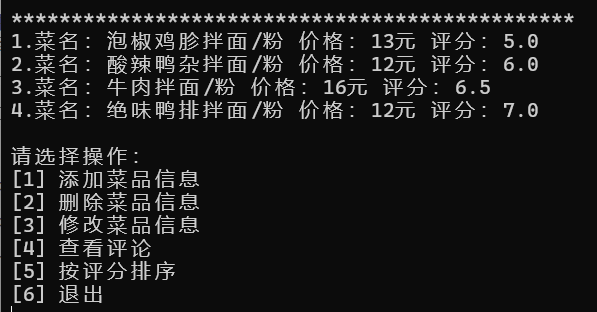 ***********************************************
1.菜名: 泡椒鸡胗拌面/粉 价格: 13元 评分: 5.0
2.菜名: 酸辣鸭杂拌面/粉 价格: 12元 评分: 6.0
3.菜名: 牛肉拌面/粉 价格: 16元 评分: 6.5
4.菜名: 绝味鸭排拌面/粉 价格: 12元 评分: 7.0
请选择操作:
[1] 添加菜品信息
[2] 删除菜品信息
[3] 修改菜品信息
[4] 查看评论
[5] 按评分排序
[6] 退出